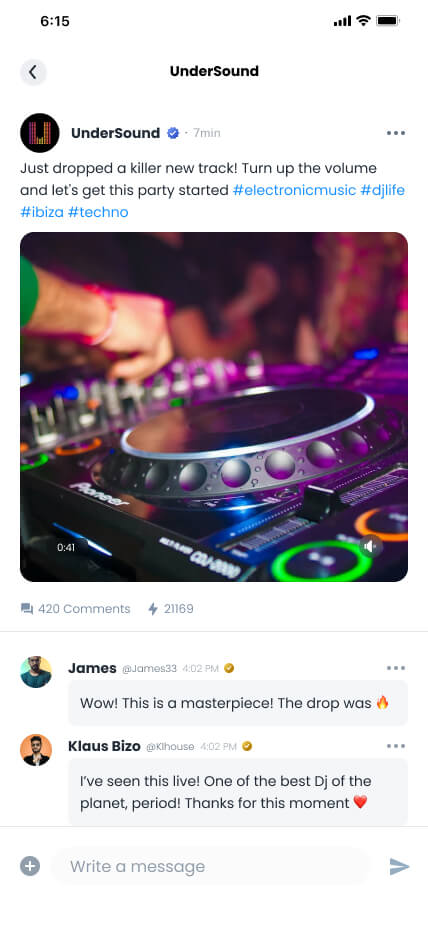 6:15
UnderSound
UnderSound · 7min
Just dropped a killer new track! Turn up the volume
and let's get this party started #electronicmusic #djlife
#ibiza #techno
Pioneer
MULTI PLAYER CDJ-2000
0:41
420 Comments 21169
James @James33 4:02 PM
Wow! This is a masterpiece! The drop was 🔥
Klaus Bizo @Klhouse 4:02 PM
I’ve seen this live! One of the best Dj of the
planet, period! Thanks for this moment ❤️
Write a message